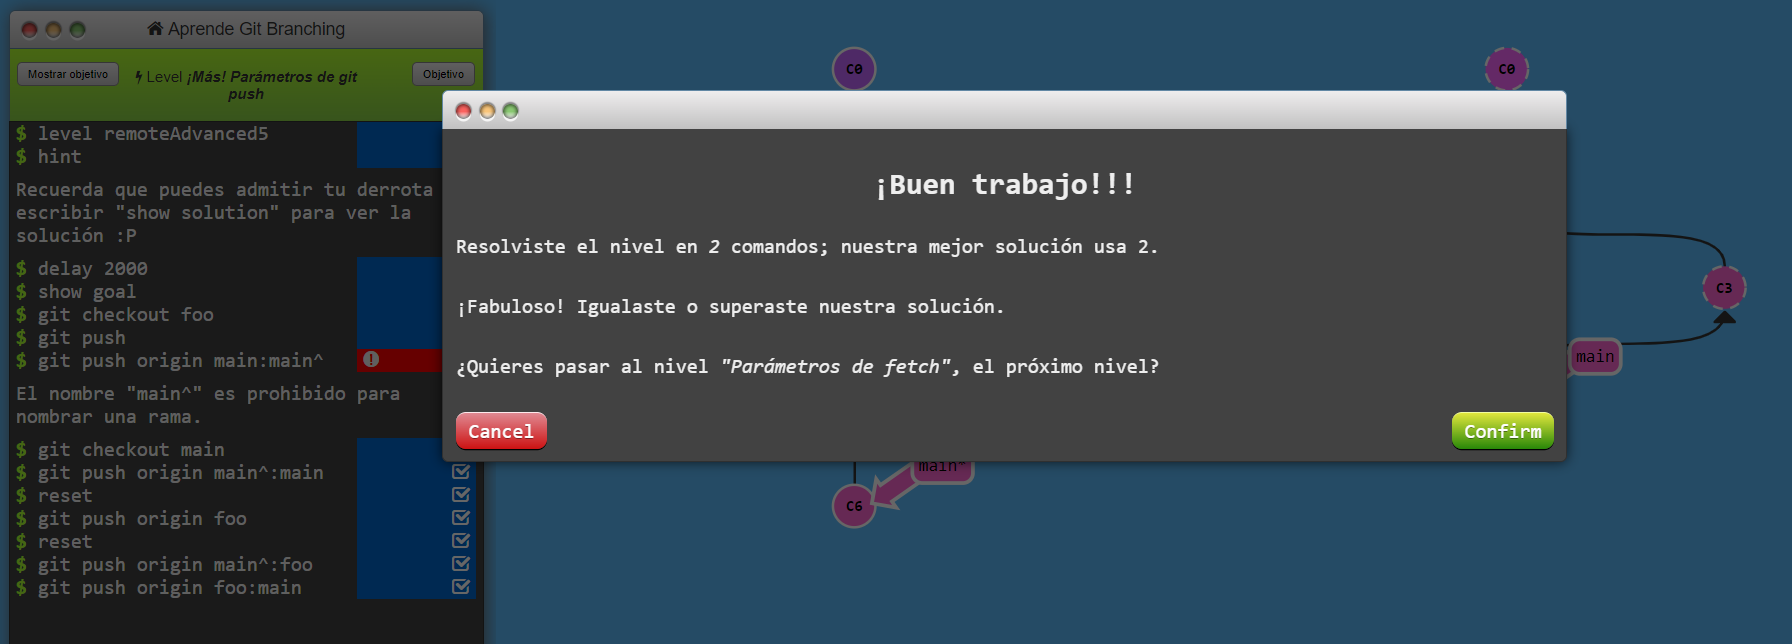 Aprende Git Branching
Mostrar objetivo
Level ¡Más! Parámetros de git
push
Objetivo
$ level remoteAdvanced5
$ hint
Recuerda que puedes admitir tu derrota
escribir "show solution" para ver la
solución :P
$ delay 2000
$ show goal
$ git checkout foo
$ git push
$ git push origin main:main^
El nombre "main^" es prohibido para
nombrar una rama.
$ git checkout main
$ git push origin main^:main
$ reset
$ git push origin foo
$ reset
$ git push origin main^:foo
$ git push origin foo:main
C0
C0
¡Buen trabajo!!!
Resolviste el nivel en 2 comandos; nuestra mejor solución usa 2.
¡Fabuloso! Igualaste o superaste nuestra solución.
¿Quieres pasar al nivel "Parámetros de fetch", el próximo nivel?
Cancel
Confirm
C3
main
main*
C6